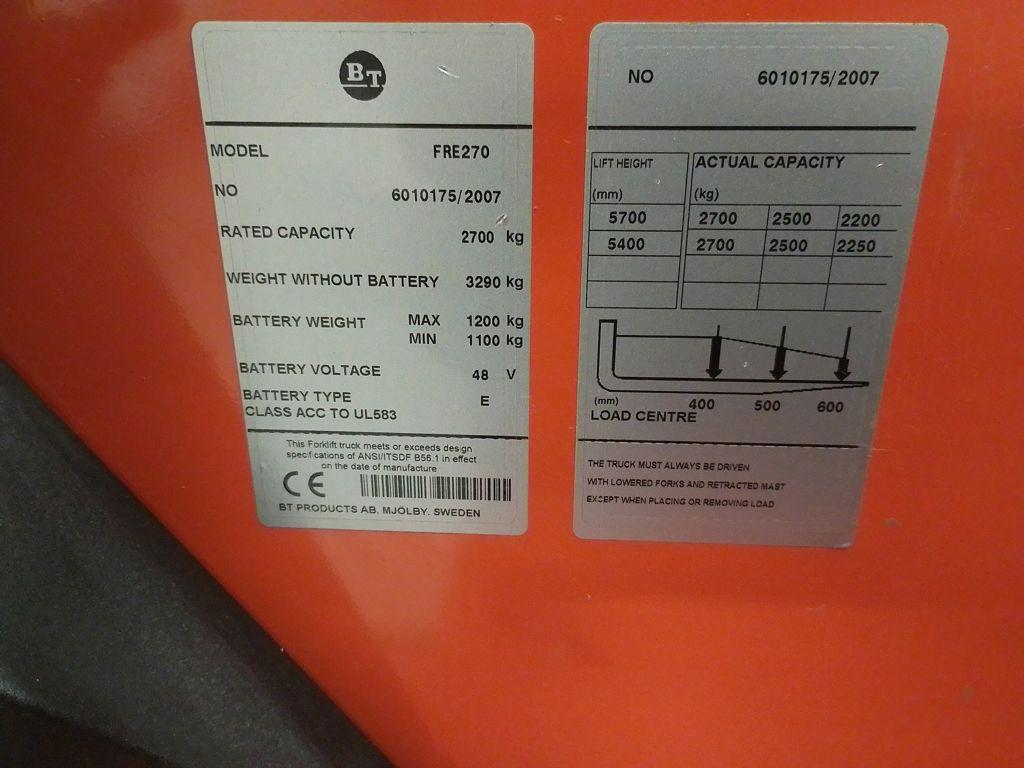 BT
MODEL FRE270
NO 6010175/2007
RATED CAPACITY 2700 kg
WEIGHT WITHOUT BATTERY 3290 kg
BATTERY WEIGHT MAX 1200 kg
MIN 1100 kg
BATTERY VOLTAGE 48 V
BATTERY TYPE E
CLASS ACC TO UL583
This Forklift truck meets or exceeds design
specifications of ANSI/ITSDF B56.1 in effect
on the date of manufacture
CE
BT PRODUCTS AB, MJÖLBY, SWEDEN
NO 6010175/2007
LIFT HEIGHT ACTUAL CAPACITY
(mm) (kg)
5700 2700 2500 2200
5400 2700 2500 2250
(mm) 400 500 600
LOAD CENTRE
THE TRUCK MUST ALWAYS BE DRIVEN
WITH LOWERED FORKS AND RETRACTED MAST
EXCEPT WHEN PLACING OR REMOVING LOAD